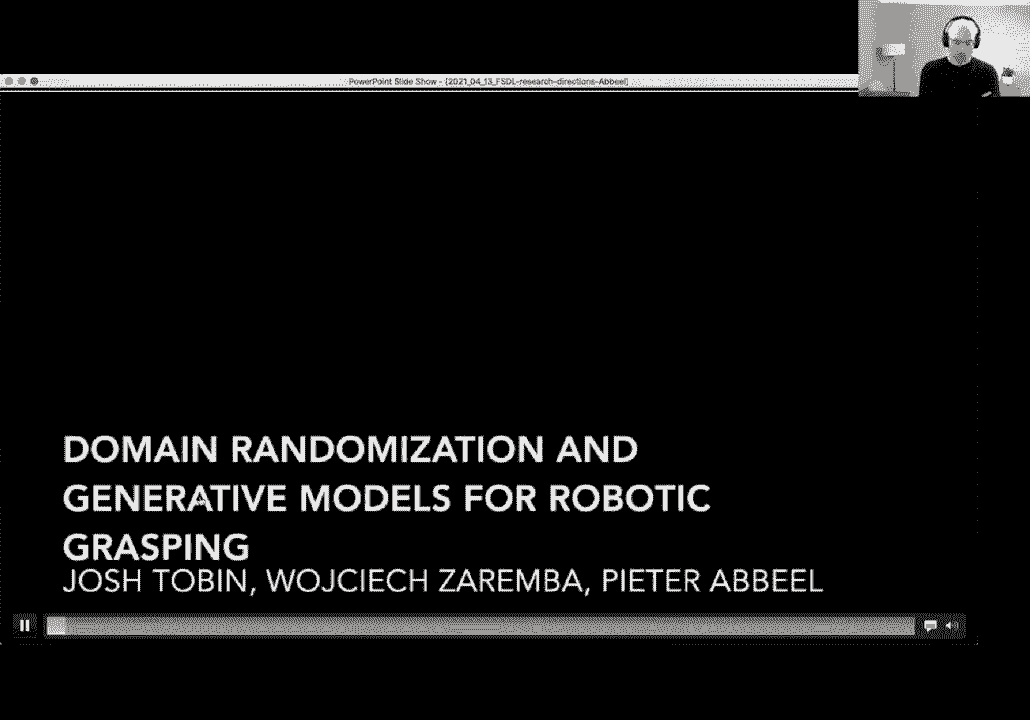 PowerPoint Slide Show - [2021_04_13_FSDL-research-directions-Abbeel]
DOMAIN RANDOMIZATION AND
GENERATIVE MODELS FOR ROBOTIC
GRASPING
JOSH TOBIN, WOJCIECH ZAREMBA, PIETER ABBEEL